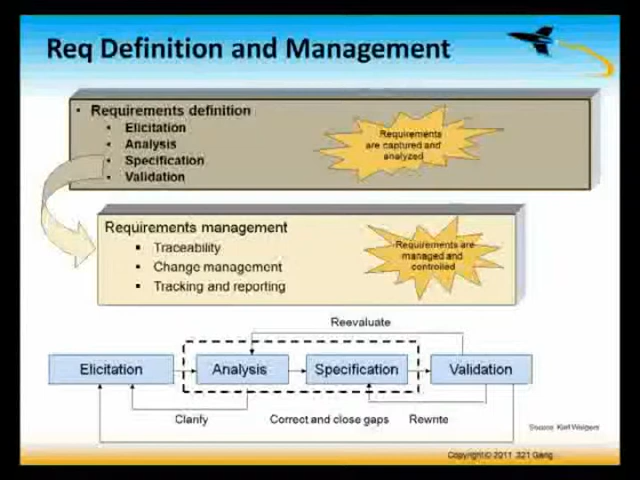 Req Definition and Management
• Requirements definition
• Elicitation
• Analysis
• Specification
• Validation
Requirements
are captured and
analyzed
Requirements management
▪ Traceability
▪ Change management
▪ Tracking and reporting
Requirements are
managed and
controlled
Reevaluate
Elicitation
Analysis
Specification
Validation
Clarify
Correct and close gaps
Rewrite
Source: Karl Weigers
Copyright © 2011 321 Gang